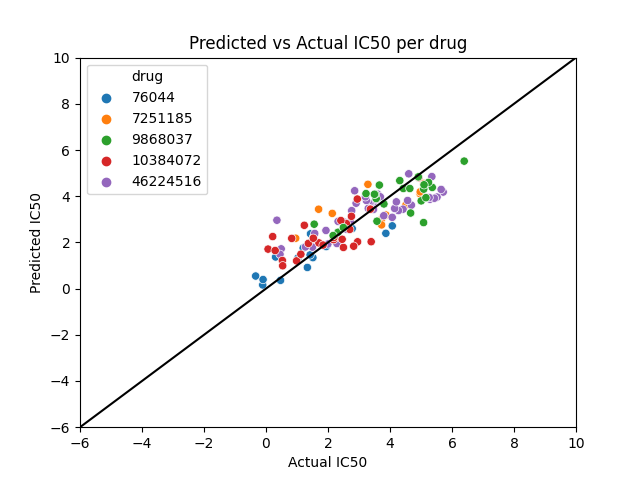 Predicted vs Actual IC50 per drug
drug
76044
7251185
9868037
10384072
46224516
Predicted IC50
10
8
6
4
2
0
−2
−4
−6
−6 −4 −2 0 2 4 6 8 10
Actual IC50